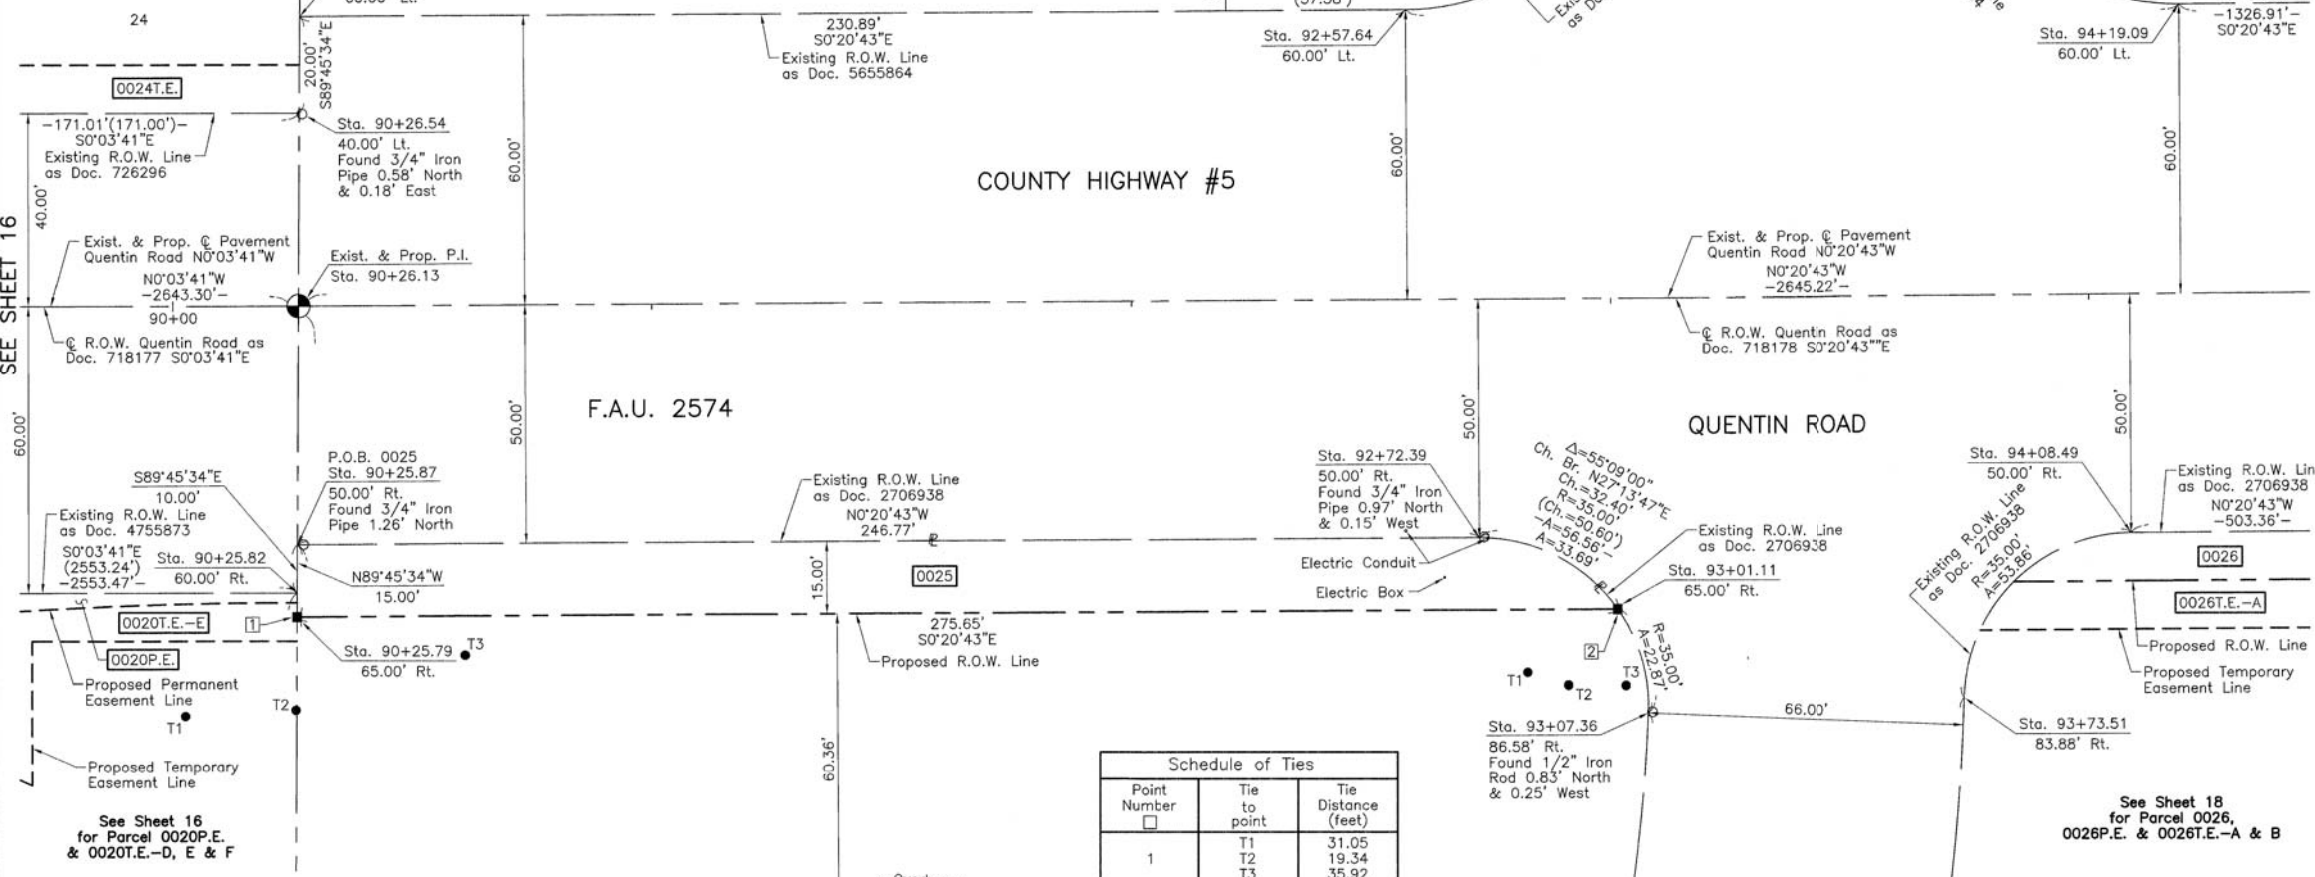 24
0024T.E.
20.00'
S89°45'34"E
-171.01'(171.00')-
S0°03'41"E
Existing R.O.W. Line
as Doc. 726296
40.00'
SEE SHEET 16
Sta. 90+26.54
40.00' Lt.
Found 3/4" Iron
Pipe 0.58' North
& 0.18' East
230.89'
S0°20'43"E
Existing R.O.W. Line
as Doc. 5655864
60.00'
COUNTY HIGHWAY #5
Sta. 92+57.64
60.00' Lt.
60.00'
Sta. 94+19.09
60.00' Lt.
-1326.91'-
S0°20'43"E
60.00'
Exist. & Prop. ℄ Pavement
Quentin Road N0°03'41"W
N0°03'41"W
-2643.30'-
90+00
℄ R.O.W. Quentin Road as
Doc. 718177 S0°03'41"E
Exist. & Prop. P.I.
Sta. 90+26.13
Exist. & Prop. ℄ Pavement
Quentin Road N0°20'43"W
N0°20'43"W
-2645.22'-
℄ R.O.W. Quentin Road as
Doc. 718178 S0°20'43""E
60.00'
50.00'
F.A.U. 2574
50.00'
QUENTIN ROAD
50.00'
S89°45'34"E
10.00'
Existing R.O.W. Line
as Doc. 4755873
S0°03'41"E
(2553.24')
-2553.47'-
Sta. 90+25.82
60.00' Rt.
P.O.B. 0025
Sta. 90+25.87
50.00' Rt.
Found 3/4" Iron
Pipe 1.26' North
N89°45'34"W
15.00'
Existing R.O.W. Line
as Doc. 2706938
N0°20'43"W
246.77'
15.00'
0025
Sta. 92+72.39
50.00' Rt.
Found 3/4" Iron
Pipe 0.97' North
& 0.15' West
Electric Conduit
Electric Box
Δ=55°09'00"
Ch. Br. N27°13'47"E
Ch.=32.40'
R=35.00'
(Ch.=50.60')
-A=56.56'-
A=33.69'
Existing R.O.W. Line
as Doc. 2706938
Sta. 93+01.11
65.00' Rt.
Sta. 94+08.49
50.00' Rt.
Existing R.O.W. Line
as Doc. 2706938
R=35.00'
A=53.86'
Existing R.O.W. Lin
as Doc. 2706938
N0°20'43"W
-503.36'-
0026
0026T.E.-A
Proposed R.O.W. Line
Proposed Temporary
Easement Line
0020T.E.-E
1
0020P.E.
Proposed Permanent
Easement Line
T1
T2
T3
Sta. 90+25.79
65.00' Rt.
275.65'
S0°20'43"E
Proposed R.O.W. Line
60.36'
2
T1
T2
T3
R=35.00'
A=22.87'
66.00'
Sta. 93+07.36
86.58' Rt.
Found 1/2" Iron
Rod 0.83' North
& 0.25' West
Sta. 93+73.51
83.88' Rt.
Proposed Temporary
Easement Line
See Sheet 16
for Parcel 0020P.E.
& 0020T.E.-D, E & F
Schedule of Ties
Point Number □ Tie to point Tie Distance (feet)
T1 31.05
1 T2 19.34
T3 35.92
See Sheet 18
for Parcel 0026,
0026P.E. & 0026T.E.-A & B